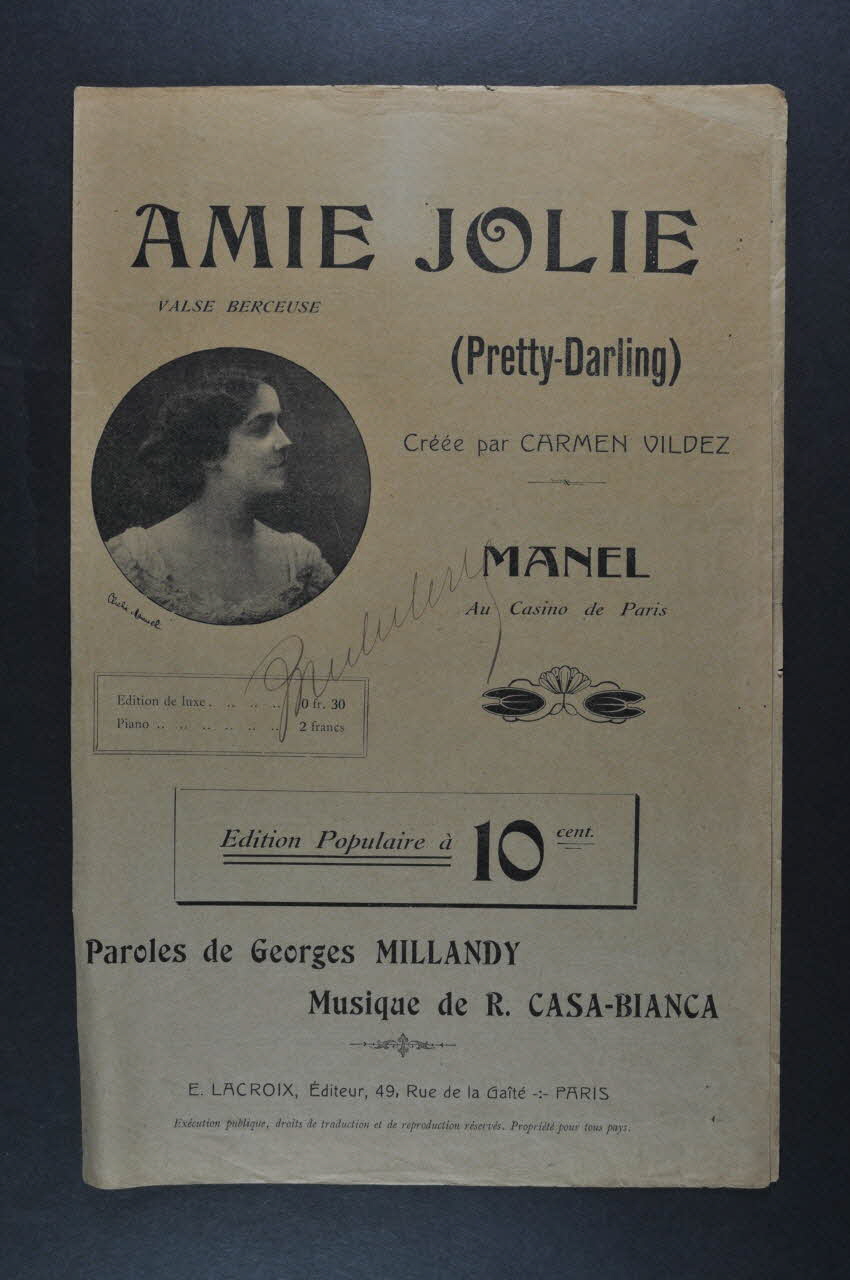 AMIE JOLIE
VALSE BERCEUSE
(Pretty-Darling)
Créée par CARMEN VILDEZ
MANEL
Au Casino de Paris
Edition de luxe . .. .. .. 0 fr. 30
Piano .. .. .. .. .. .. 2 francs
Edition Populaire à 10 cent.
Paroles de Georges MILLANDY
Musique de R. CASA-BIANCA
E. LACROIX, Éditeur, 49, Rue de la Gaîté -:- PARIS
Exécution publique, droits de traduction et de reproduction réservés. Propriété pour tous pays.